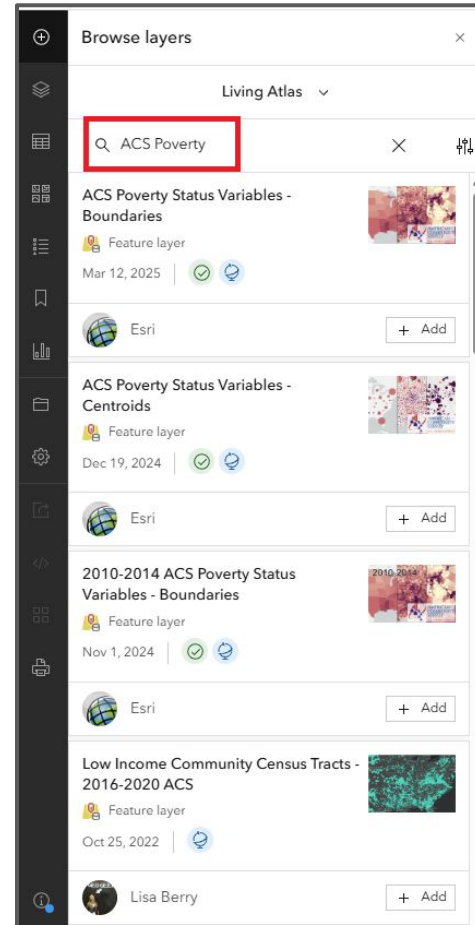 Browse layers
Living Atlas
ACS Poverty
ACS Poverty Status Variables -
Boundaries
Feature layer
Mar 12, 2025
Esri
+ Add
ACS Poverty Status Variables -
Centroids
Feature layer
Dec 19, 2024
Esri
+ Add
2010-2014 ACS Poverty Status
Variables - Boundaries
2010-2014
Feature layer
Nov 1, 2024
Esri
+ Add
Low Income Community Census Tracts -
2016-2020 ACS
Feature layer
Oct 25, 2022
Lisa Berry
+ Add